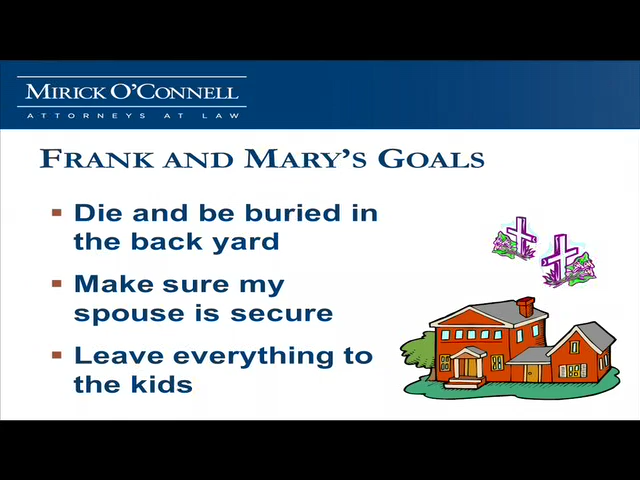 MIRICK O'CONNELL
ATTORNEYS AT LAW
FRANK AND MARY'S GOALS
Die and be buried in
the back yard
Make sure my
spouse is secure
Leave everything to
the kids